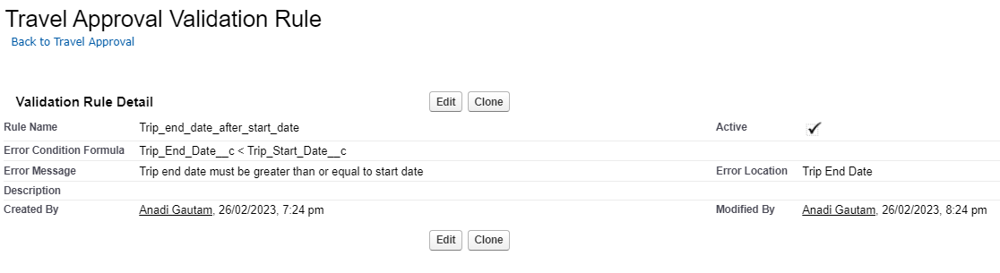 Travel Approval Validation Rule
Back to Travel Approval
Validation Rule Detail Edit Clone
Rule Name Trip_end_date_after_start_date Active
Error Condition Formula Trip_End_Date__c < Trip_Start_Date__c
Error Message Trip end date must be greater than or equal to start date Error Location Trip End Date
Description
Created By Anadi Gautam, 26/02/2023, 7:24 pm Modified By Anadi Gautam, 26/02/2023, 8:24 pm
Edit Clone